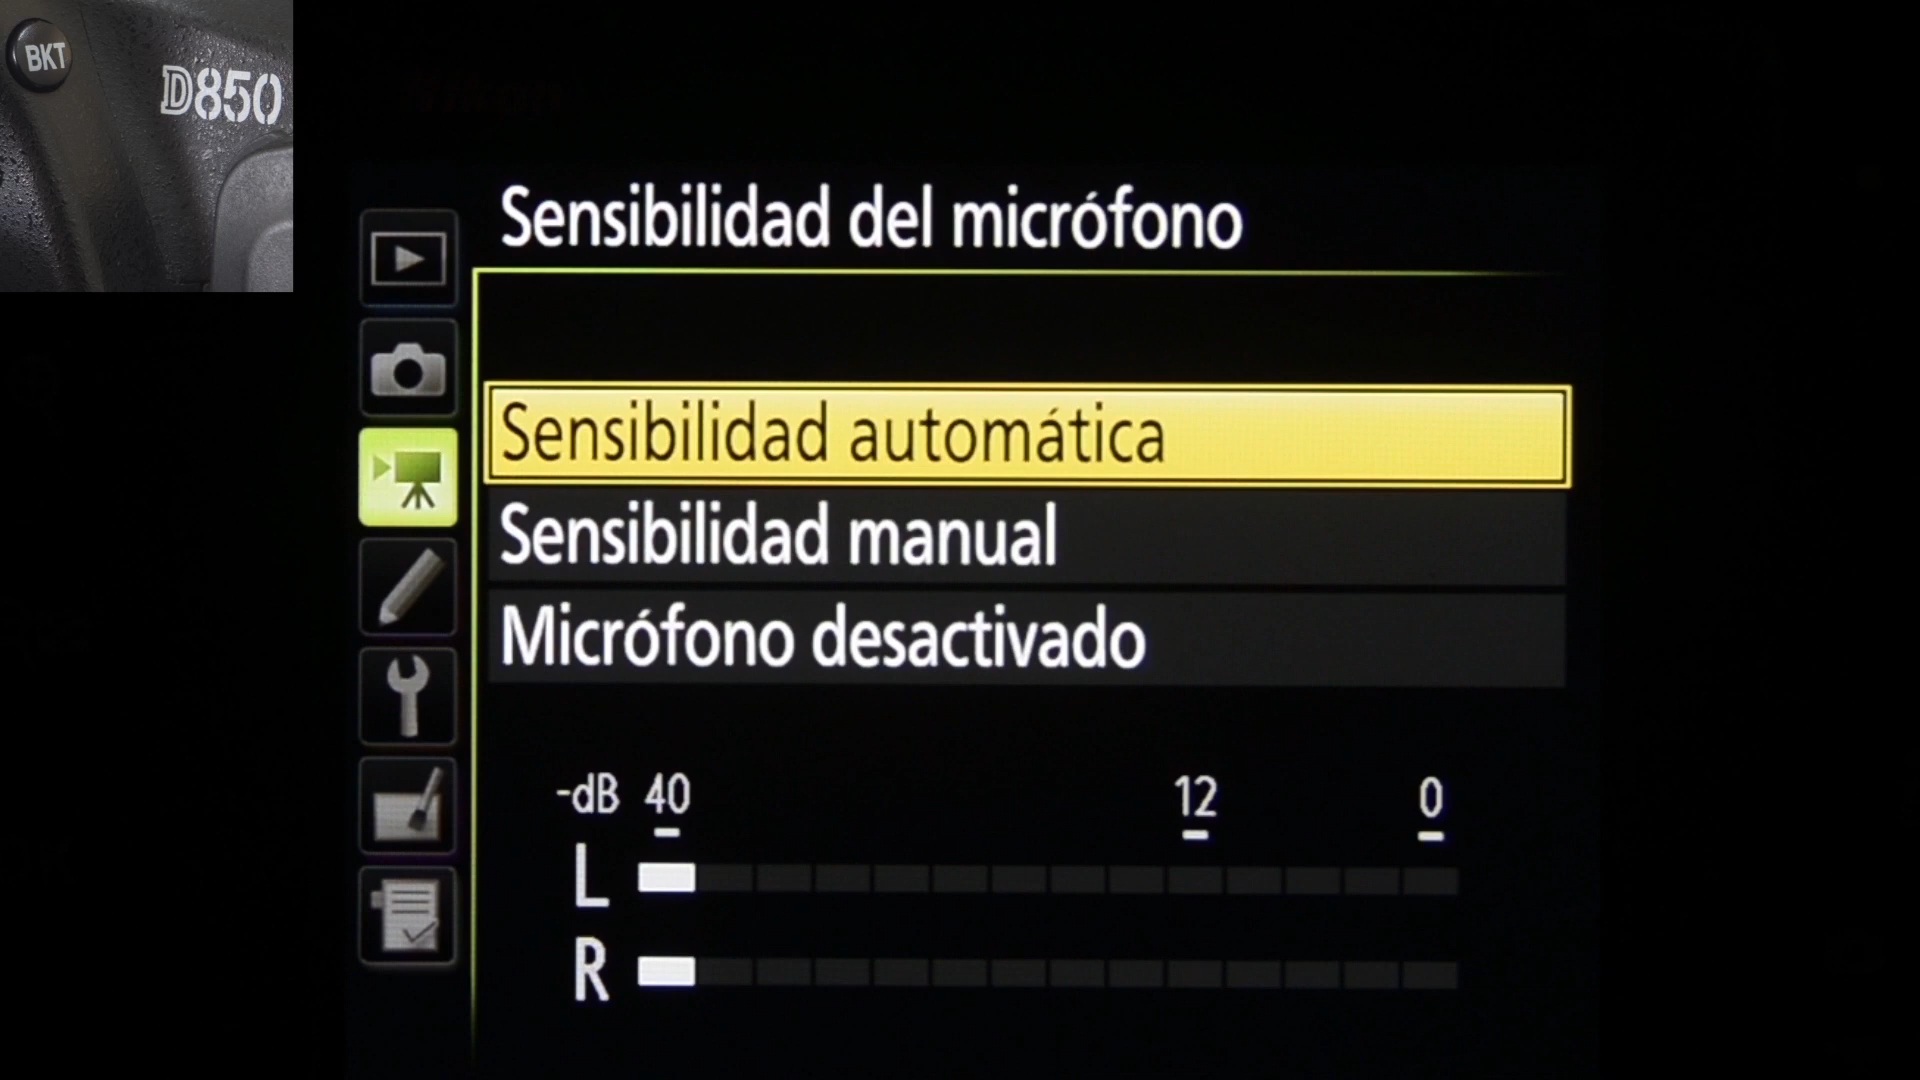 BKT
D850
Sensibilidad del micrófono
Sensibilidad automática
Sensibilidad manual
Micrófono desactivado
-dB 40 12 0
L
R